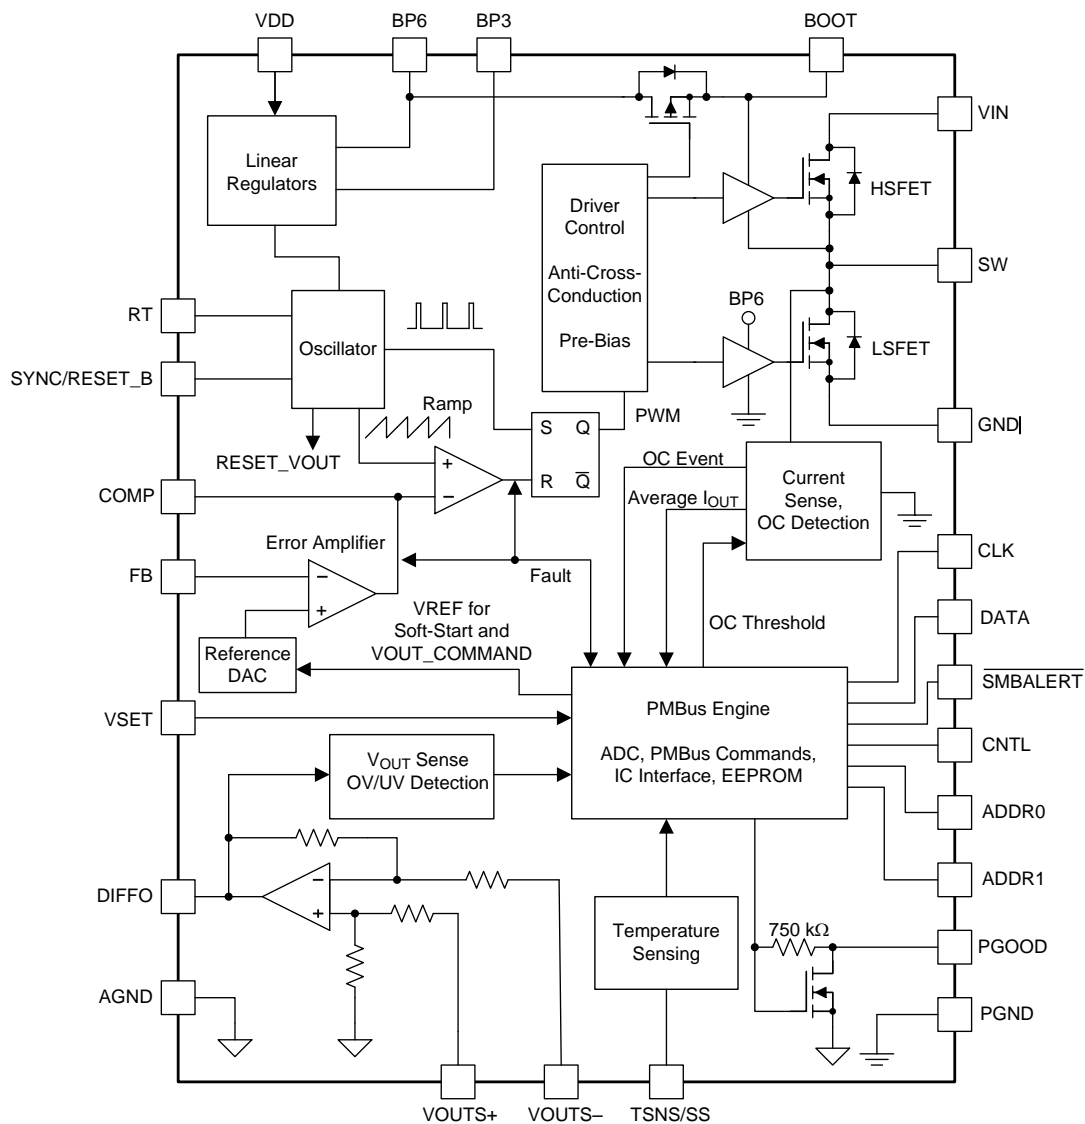 VDD
BP6
BP3
BOOT
VIN
Linear
Regulators
HSFET
Driver
Control
Anti-Cross-
Conduction
Pre-Bias
SW
BP6
RT
Oscillator
LSFET
SYNC/RESET_B
Ramp
PWM
GND|
S Q
R Q̅
RESET_VOUT
+
−
COMP
OC Event
Average IOUT
Current
Sense,
OC Detection
Error Amplifier
CLK
FB
−
+
Fault
VREF for
Soft-Start and
VOUT_COMMAND
OC Threshold
DATA
Reference
DAC
SMBALERT
VSET
PMBus Engine
ADC, PMBus Commands,
IC Interface, EEPROM
CNTL
VOUT Sense
OV/UV Detection
ADDR0
DIFFO
−
+
ADDR1
Temperature
Sensing
750 kΩ
PGOOD
AGND
PGND
VOUTS+
VOUTS−
TSNS/SS